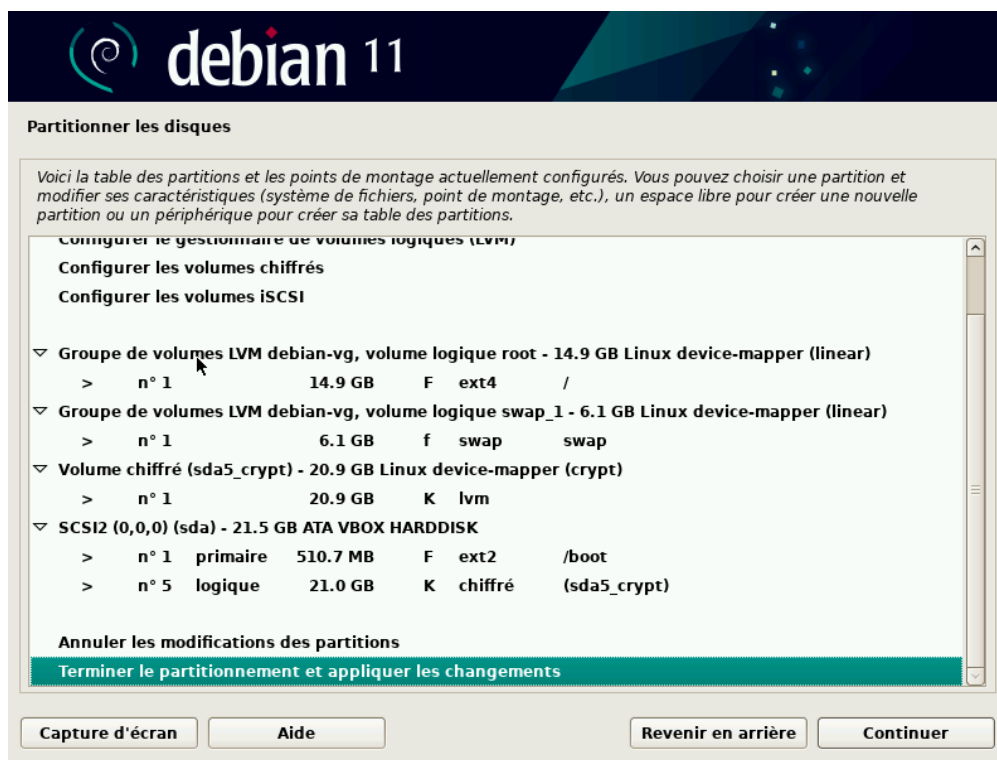 debian 11
Partitionner les disques
Voici la table des partitions et les points de montage actuellement configurés. Vous pouvez choisir une partition et
modifier ses caractéristiques (système de fichiers, point de montage, etc.), un espace libre pour créer une nouvelle
partition ou un périphérique pour créer sa table des partitions.
Configurer le gestionnaire de volumes logiques (LVM)
Configurer les volumes chiffrés
Configurer les volumes iSCSI
Groupe de volumes LVM debian-vg, volume logique root - 14.9 GB Linux device-mapper (linear)
> n° 1 14.9 GB F ext4 /
Groupe de volumes LVM debian-vg, volume logique swap_1 - 6.1 GB Linux device-mapper (linear)
> n° 1 6.1 GB f swap swap
Volume chiffré (sda5_crypt) - 20.9 GB Linux device-mapper (crypt)
> n° 1 20.9 GB K lvm
SCSI2 (0,0,0) (sda) - 21.5 GB ATA VBOX HARDDISK
> n° 1 primaire 510.7 MB F ext2 /boot
> n° 5 logique 21.0 GB K chiffré (sda5_crypt)
Annuler les modifications des partitions
Terminer le partitionnement et appliquer les changements
Capture d'écran Aide Revenir en arrière Continuer